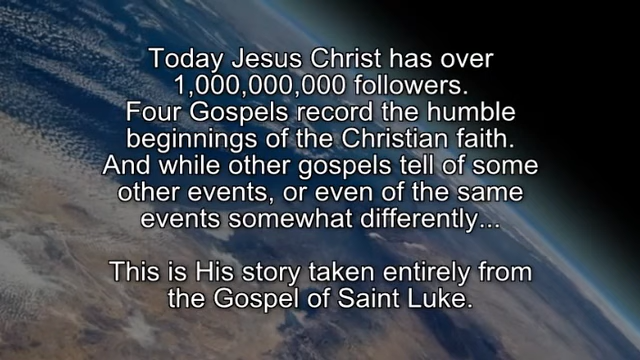 Today Jesus Christ has over
1,000,000,000 followers.
Four Gospels record the humble
beginnings of the Christian faith.
And while other gospels tell of some
other events, or even of the same
events somewhat differently...
This is His story taken entirely from
the Gospel of Saint Luke.